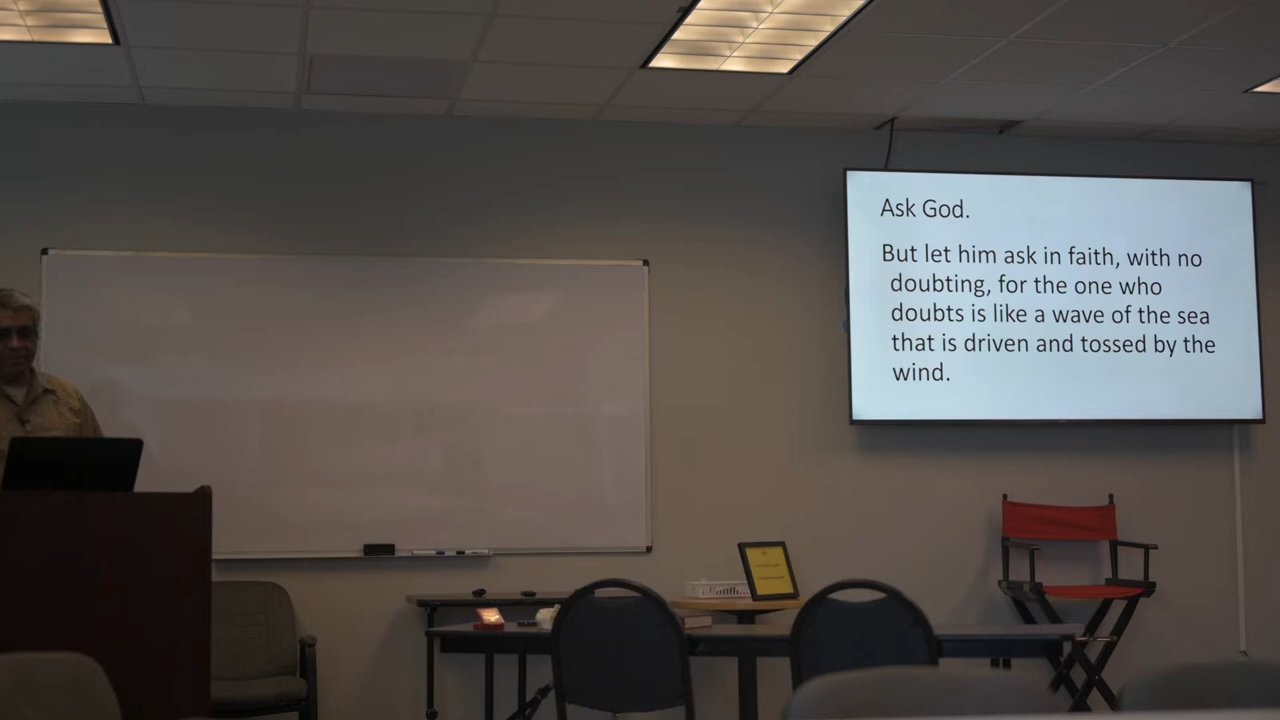 Ask God.
But let him ask in faith, with no
doubting, for the one who
doubts is like a wave of the sea
that is driven and tossed by the
wind.